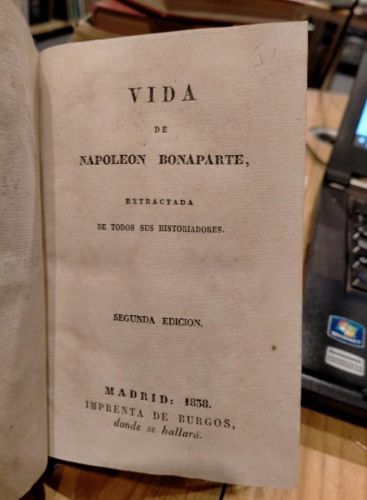 VIDA
DE
NAPOLEON BONAPARTE,
EXTRACTADA
DE TODOS SUS HISTORIADORES.
SEGUNDA EDICION.
MADRID: 1838.
IMPRENTA DE BURGOS,
donde se hallará.